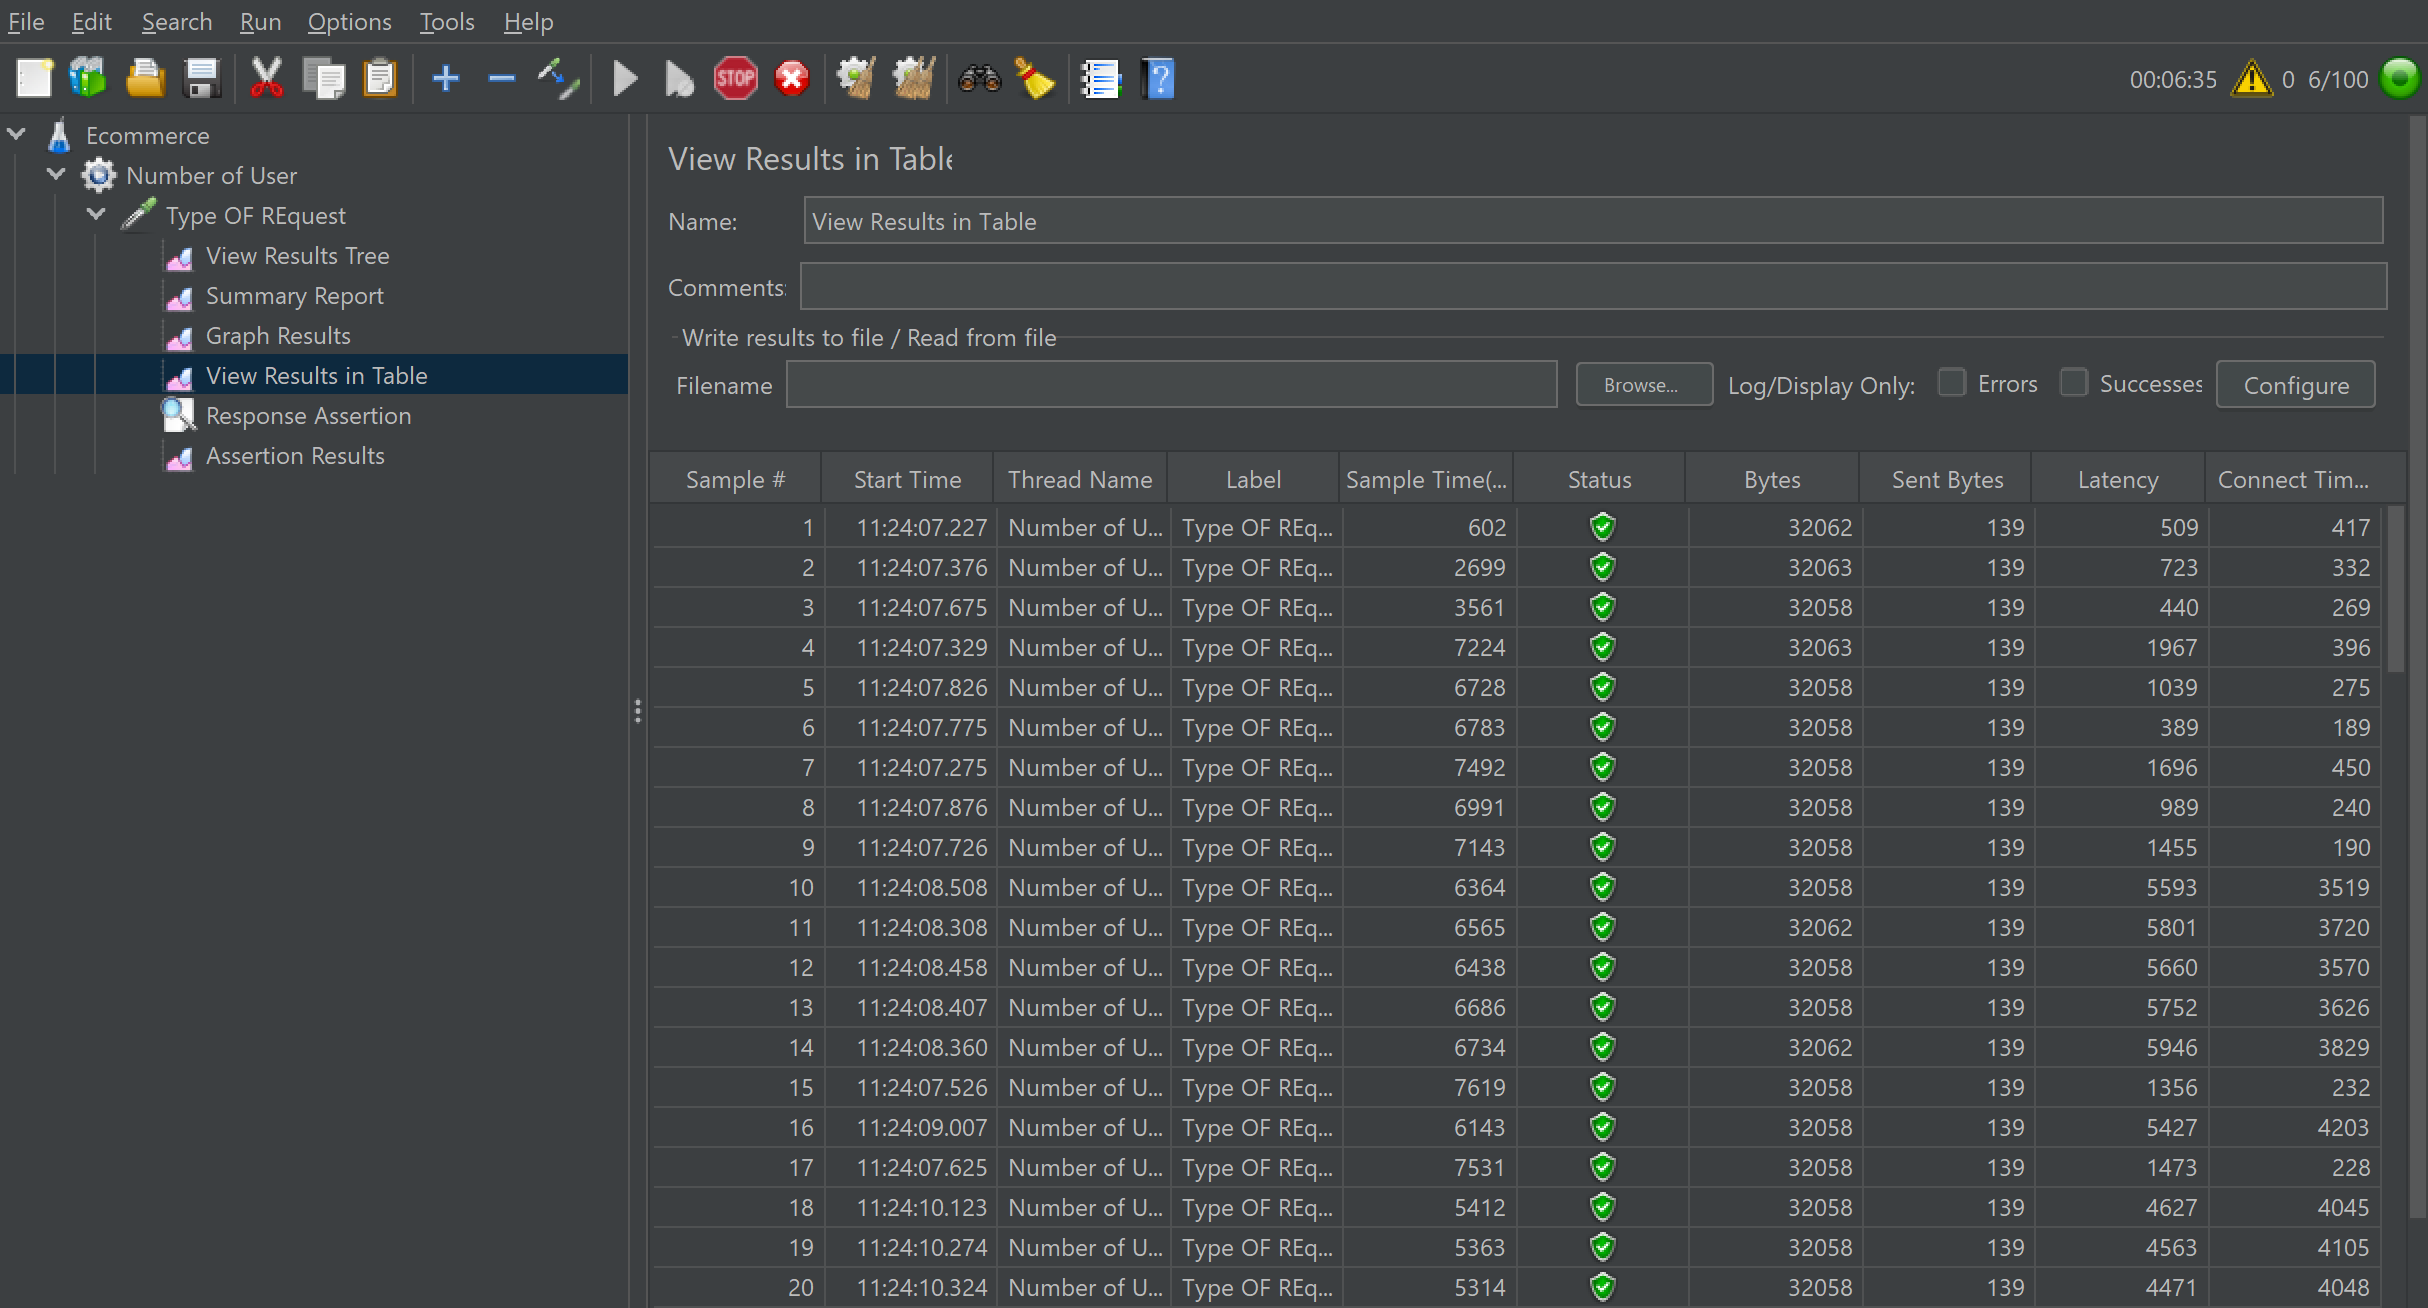 File Edit Search Run Options Tools Help
STOP ? 00:06:35 0 6/100
Ecommerce
Number of User
Type OF REquest
View Results Tree
Summary Report
Graph Results
View Results in Table
Response Assertion
Assertion Results
View Results in Table
Name: View Results in Table
Comments:
Write results to file / Read from file
Filename Browse... Log/Display Only: Errors Successes Configure
Sample # Start Time Thread Name Label Sample Time(... Status Bytes Sent Bytes Latency Connect Tim...
1 11:24:07.227 Number of U... Type OF REq... 602 32062 139 509 417
2 11:24:07.376 Number of U... Type OF REq... 2699 32063 139 723 332
3 11:24:07.675 Number of U... Type OF REq... 3561 32058 139 440 269
4 11:24:07.329 Number of U... Type OF REq... 7224 32063 139 1967 396
5 11:24:07.826 Number of U... Type OF REq... 6728 32058 139 1039 275
6 11:24:07.775 Number of U... Type OF REq... 6783 32058 139 389 189
7 11:24:07.275 Number of U... Type OF REq... 7492 32058 139 1696 450
8 11:24:07.876 Number of U... Type OF REq... 6991 32058 139 989 240
9 11:24:07.726 Number of U... Type OF REq... 7143 32058 139 1455 190
10 11:24:08.508 Number of U... Type OF REq... 6364 32058 139 5593 3519
11 11:24:08.308 Number of U... Type OF REq... 6565 32062 139 5801 3720
12 11:24:08.458 Number of U... Type OF REq... 6438 32058 139 5660 3570
13 11:24:08.407 Number of U... Type OF REq... 6686 32058 139 5752 3626
14 11:24:08.360 Number of U... Type OF REq... 6734 32062 139 5946 3829
15 11:24:07.526 Number of U... Type OF REq... 7619 32058 139 1356 232
16 11:24:09.007 Number of U... Type OF REq... 6143 32058 139 5427 4203
17 11:24:07.625 Number of U... Type OF REq... 7531 32058 139 1473 228
18 11:24:10.123 Number of U... Type OF REq... 5412 32058 139 4627 4045
19 11:24:10.274 Number of U... Type OF REq... 5363 32058 139 4563 4105
20 11:24:10.324 Number of U... Type OF REq... 5314 32058 139 4471 4048